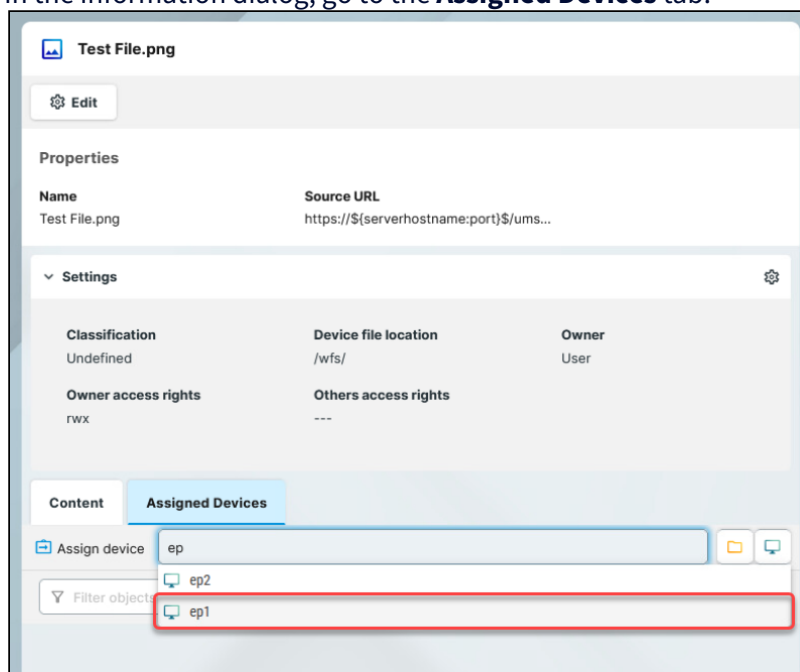 in the information dialog, go to the Assigned Devices tab.
Test File.png
Edit
Properties
Name Source URL
Test File.png https://${serverhostname:port}$/ums...
Settings
Classification Device file location Owner
Undefined /wfs/ User
Owner access rights Others access rights
rwx ---
Content Assigned Devices
Assign device ep
ep2
Filter objects
ep1